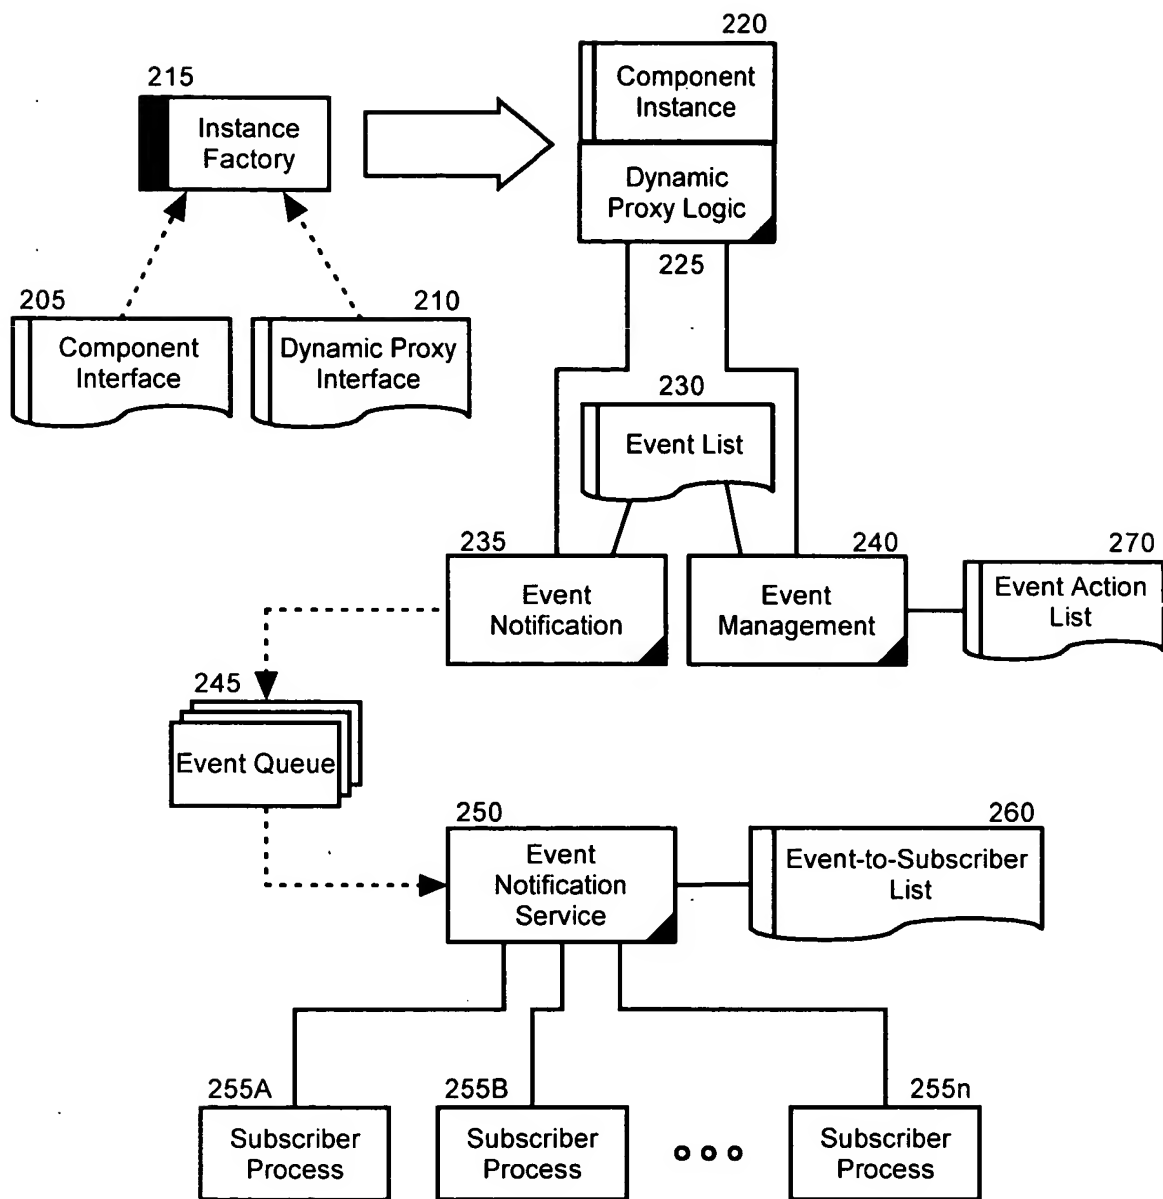 220
Component
Instance
215
Instance
Factory
Dynamic
Proxy Logic
225
205
Component
Interface
210
Dynamic Proxy
Interface
230
Event List
235
Event
Notification
240
Event
Management
270
Event Action
List
245
Event Queue
250
Event
Notification
Service
260
Event-to-Subscriber
List
255A
Subscriber
Process
255B
Subscriber
Process
255n
Subscriber
Process